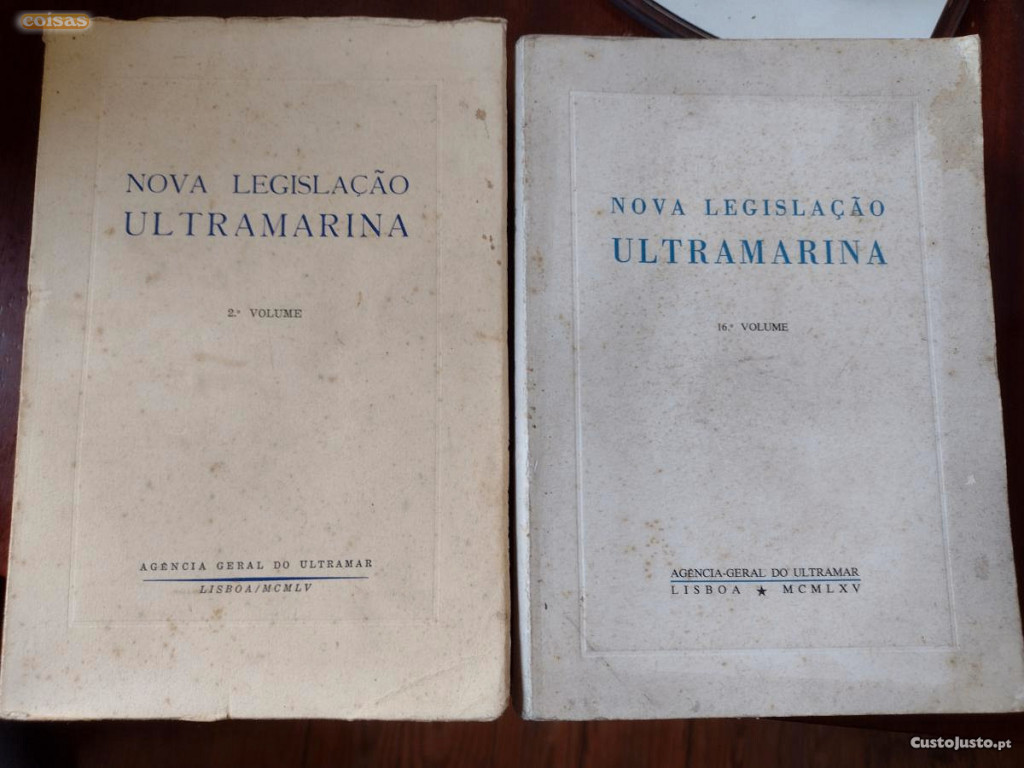 coisas
NOVA LEGISLAÇÃO
ULTRAMARINA
2.º VOLUME
AGÊNCIA GERAL DO ULTRAMAR
LISBOA/MCMLV
NOVA LEGISLAÇÃO
ULTRAMARINA
16.º VOLUME
AGÊNCIA-GERAL DO ULTRAMAR
LISBOA ★ MCMLXV
CustoJusto.pt